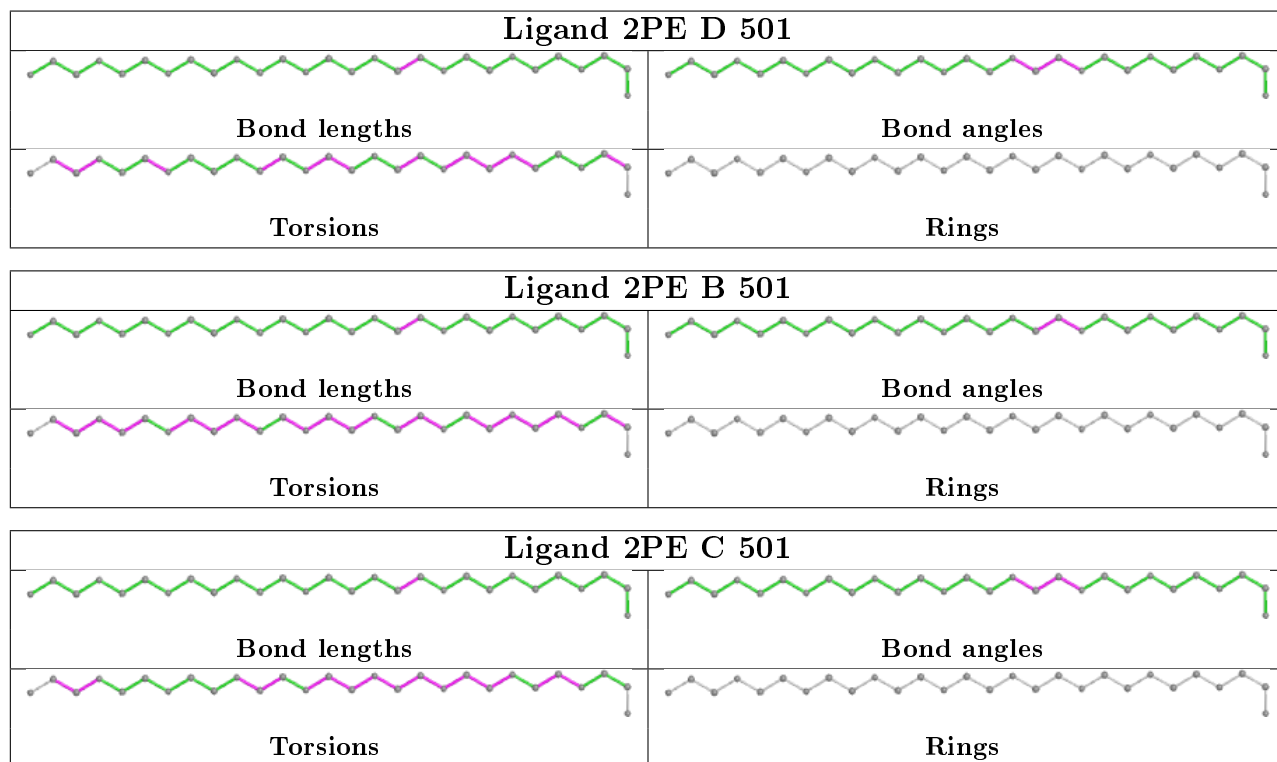 Ligand 2PE D 501
Bond lengths
Bond angles
Torsions
Rings
Ligand 2PE B 501
Bond lengths
Bond angles
Torsions
Rings
Ligand 2PE C 501
Bond lengths
Bond angles
Torsions
Rings